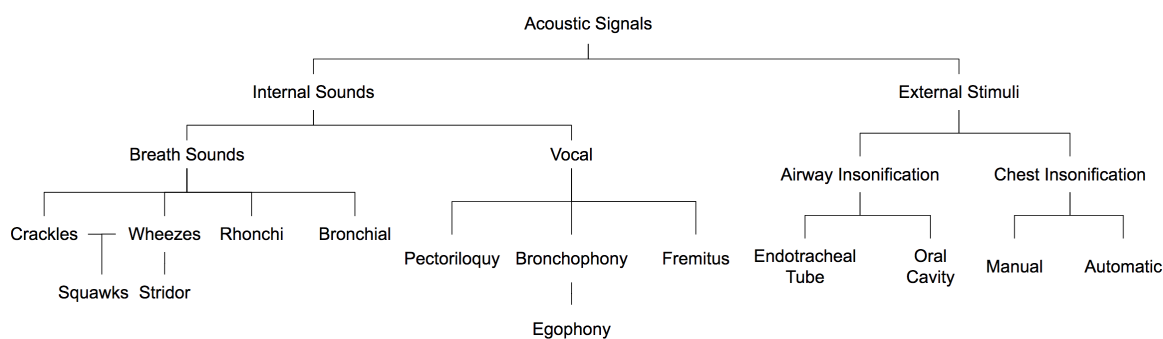 Acoustic Signals
Internal Sounds
External Stimuli
Breath Sounds
Vocal
Airway Insonification
Chest Insonification
Crackles
Wheezes
Rhonchi
Bronchial
Pectoriloquy
Bronchophony
Fremitus
Endotracheal
Tube
Oral
Cavity
Manual
Automatic
Squawks
Stridor
Egophony